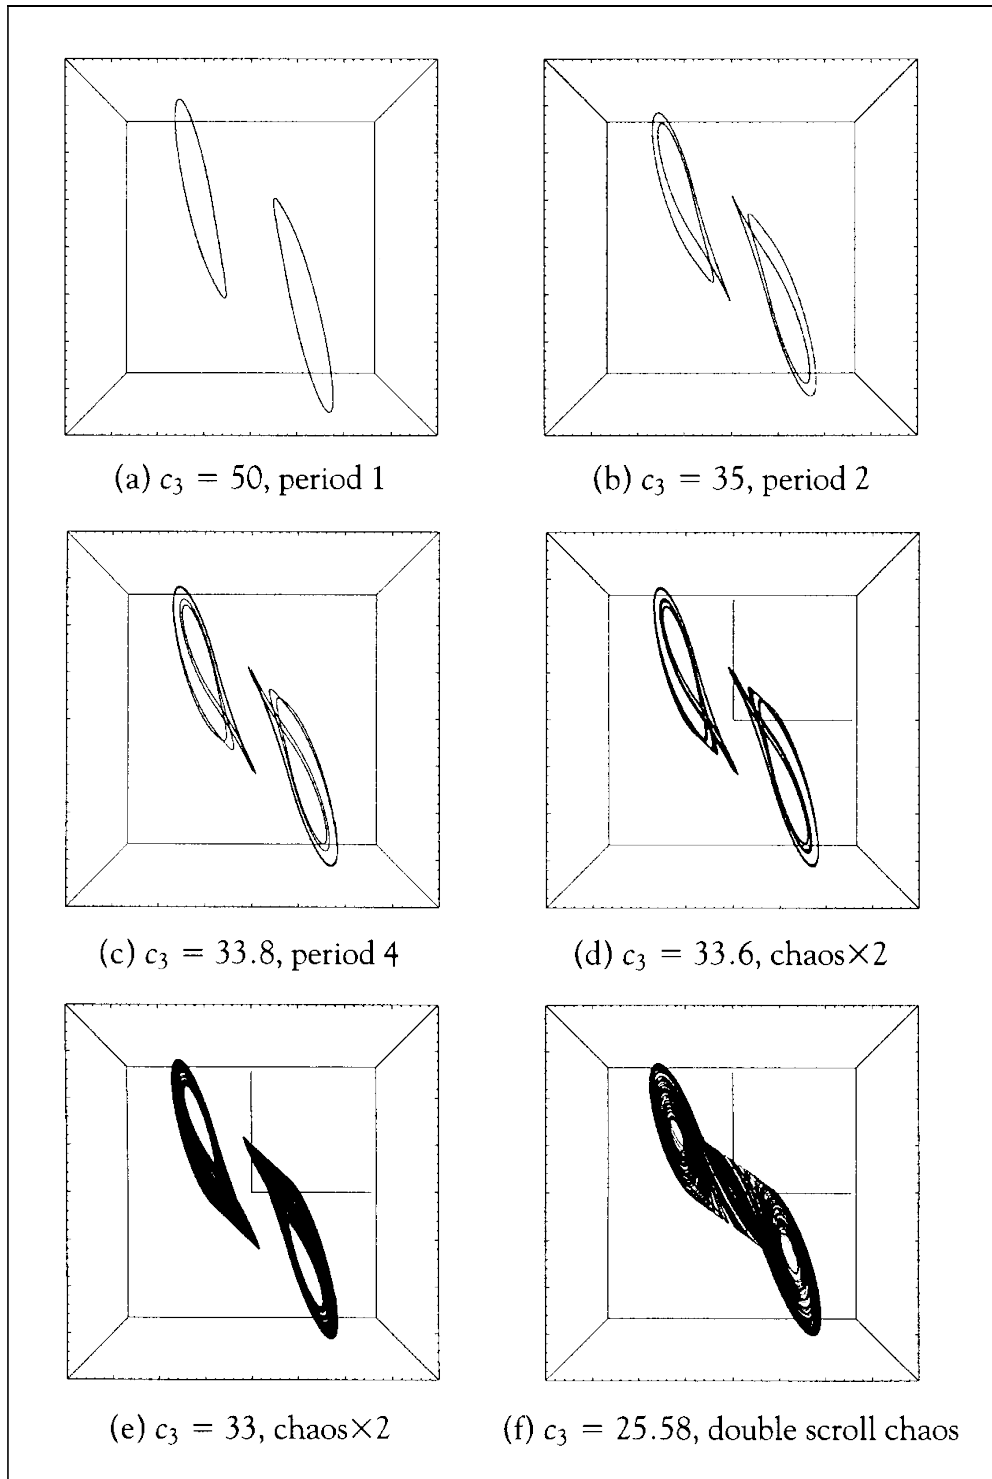 (a) c₃ = 50, period 1
(b) c₃ = 35, period 2
(c) c₃ = 33.8, period 4
(d) c₃ = 33.6, chaos×2
(e) c₃ = 33, chaos×2
(f) c₃ = 25.58, double scroll chaos